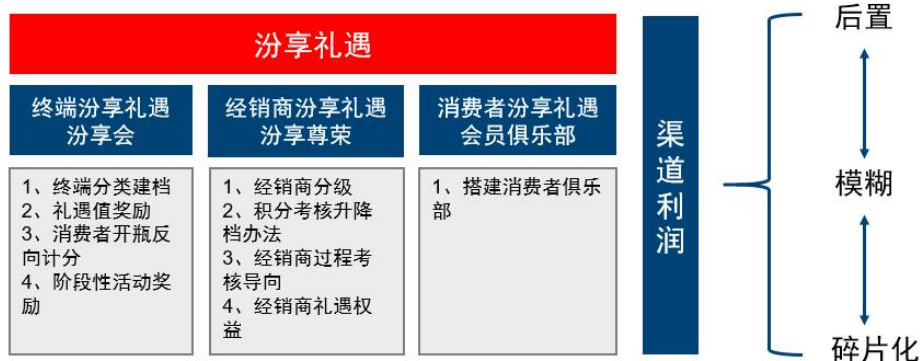 汾享礼遇
终端汾享礼遇
汾享会
1、终端分类建档
2、礼遇值奖励
3、消费者开瓶反
向计分
4、阶段性活动奖
励
经销商汾享礼遇
汾享尊荣
1、经销商分级
2、积分考核升降
档办法
3、经销商过程考
核导向
4、经销商礼遇权
益
消费者汾享礼遇
会员俱乐部
1、搭建消费者俱乐
部
渠道利润
后置
模糊
碎片化